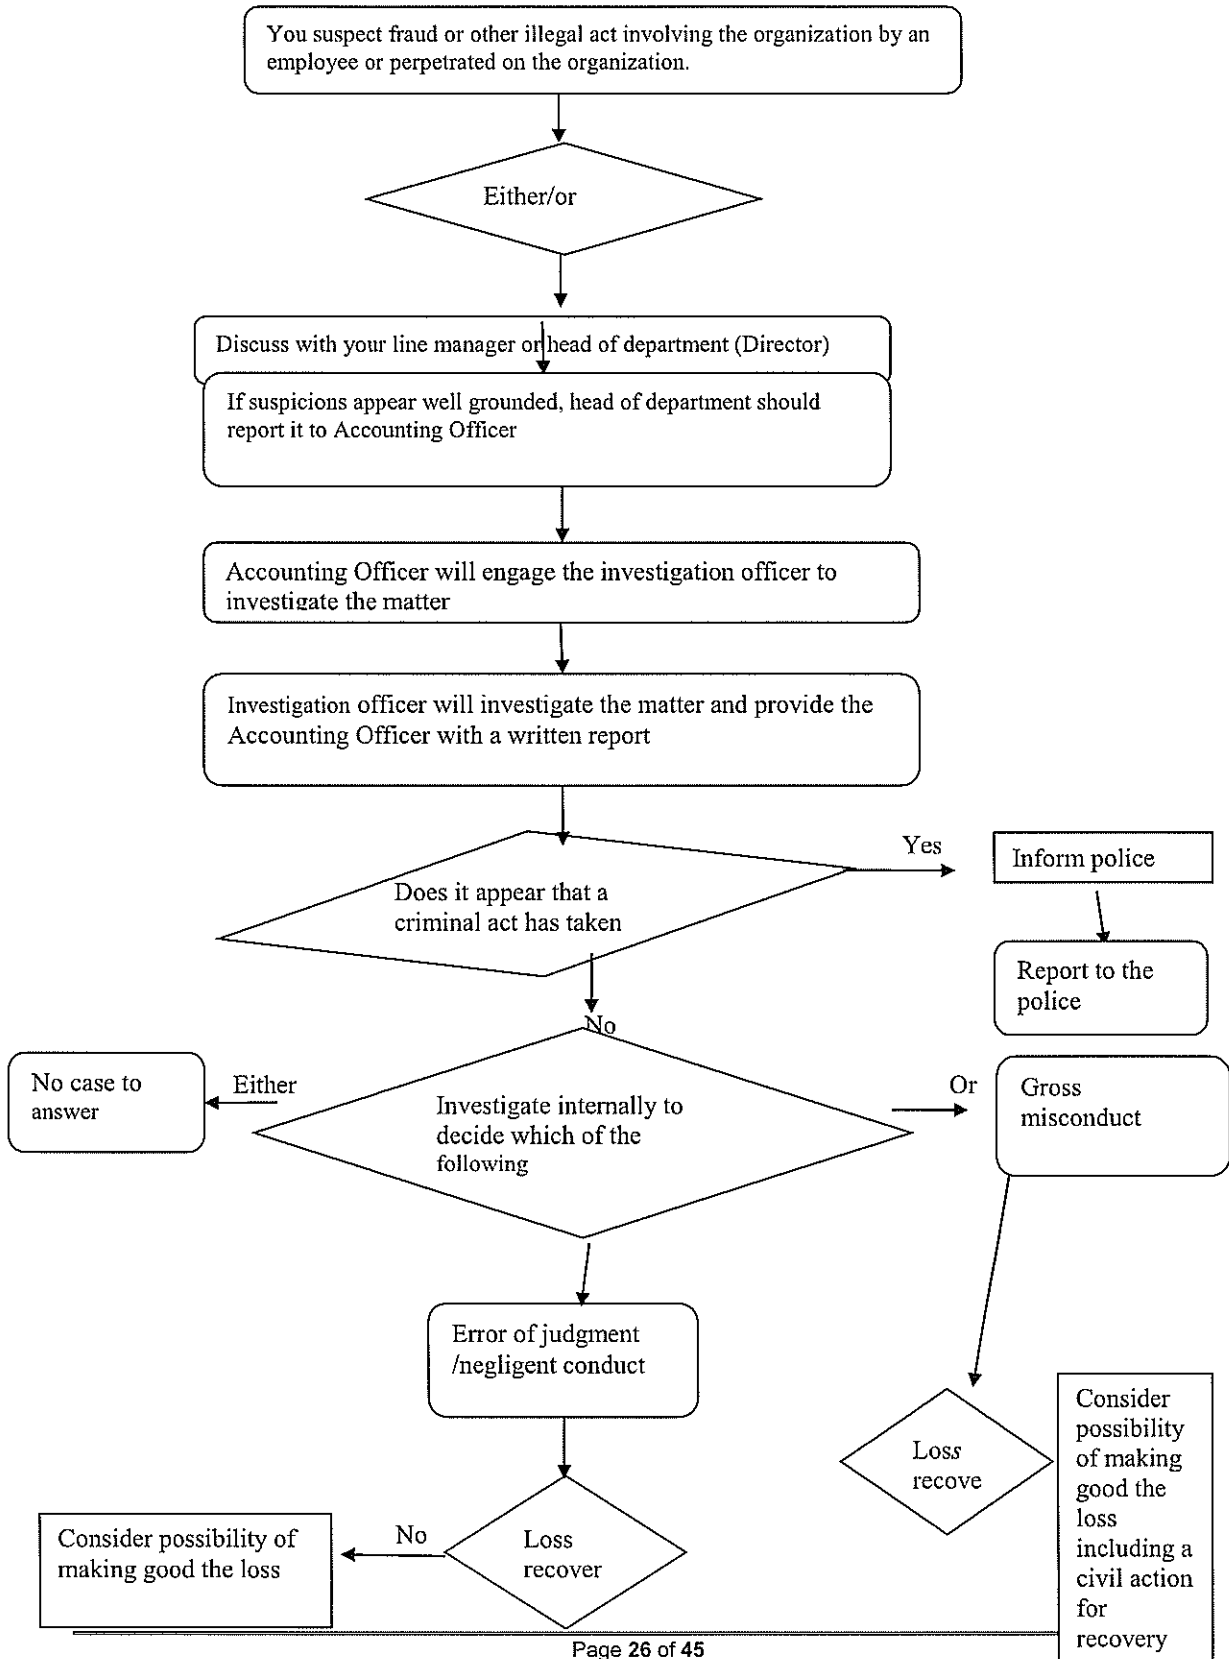 You suspect fraud or other illegal act involving the organization by an
employee or perpetrated on the organization.
Either/or
Discuss with your line manager or head of department (Director)
If suspicions appear well grounded, head of department should
report it to Accounting Officer
Accounting Officer will engage the investigation officer to
investigate the matter
Investigation officer will investigate the matter and provide the
Accounting Officer with a written report
Does it appear that a
criminal act has taken
Yes
Inform police
Report to the
police
No
No case to
answer
Either
Investigate internally to
decide which of the
following
Or
Gross
misconduct
Error of judgment
/negligent conduct
Loss
recove
Consider
possibility
of making
good the
loss
including a
civil action
for
recovery
Consider possibility of
making good the loss
No
Loss
recover
Page 26 of 45